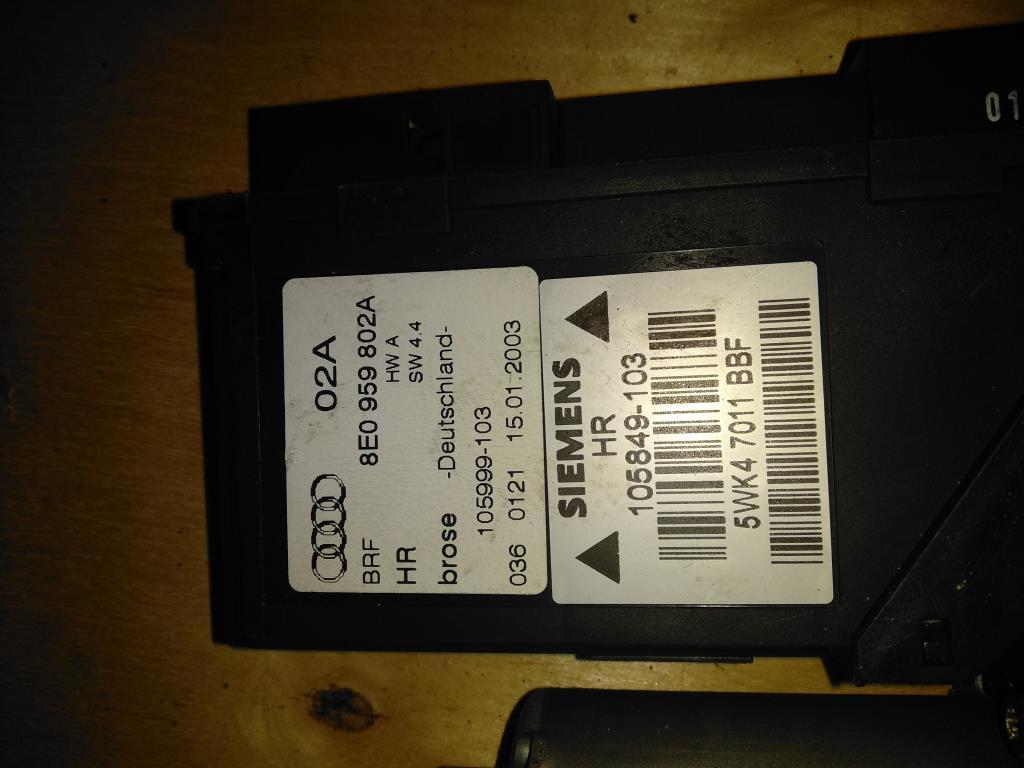 02A
BRF 8E0 959 802A
HR HW A
SW 4.4
brose -Deutschland-
105999-103
036 0121 15.01.2003
SIEMENS
HR
105849-103
5WK4 7011 BBF
01